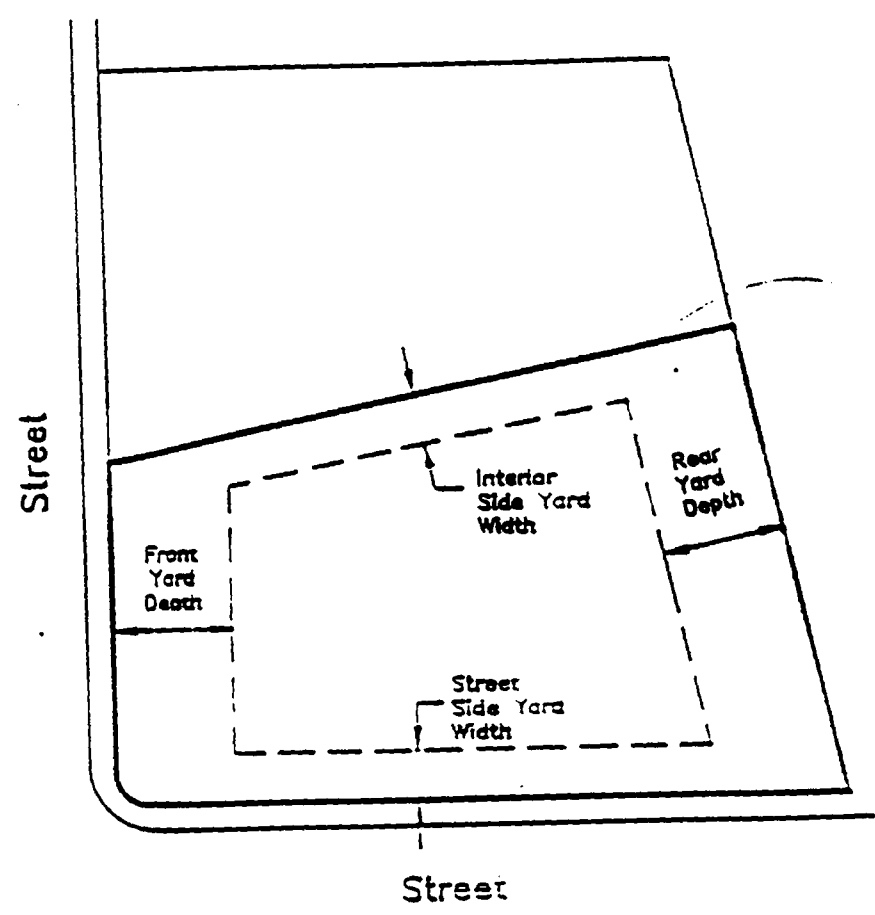 Street
Interior
Side Yard
Width
Rear
Yard
Depth
Front
Yard
Depth
Street
Side Yard
Width
Street